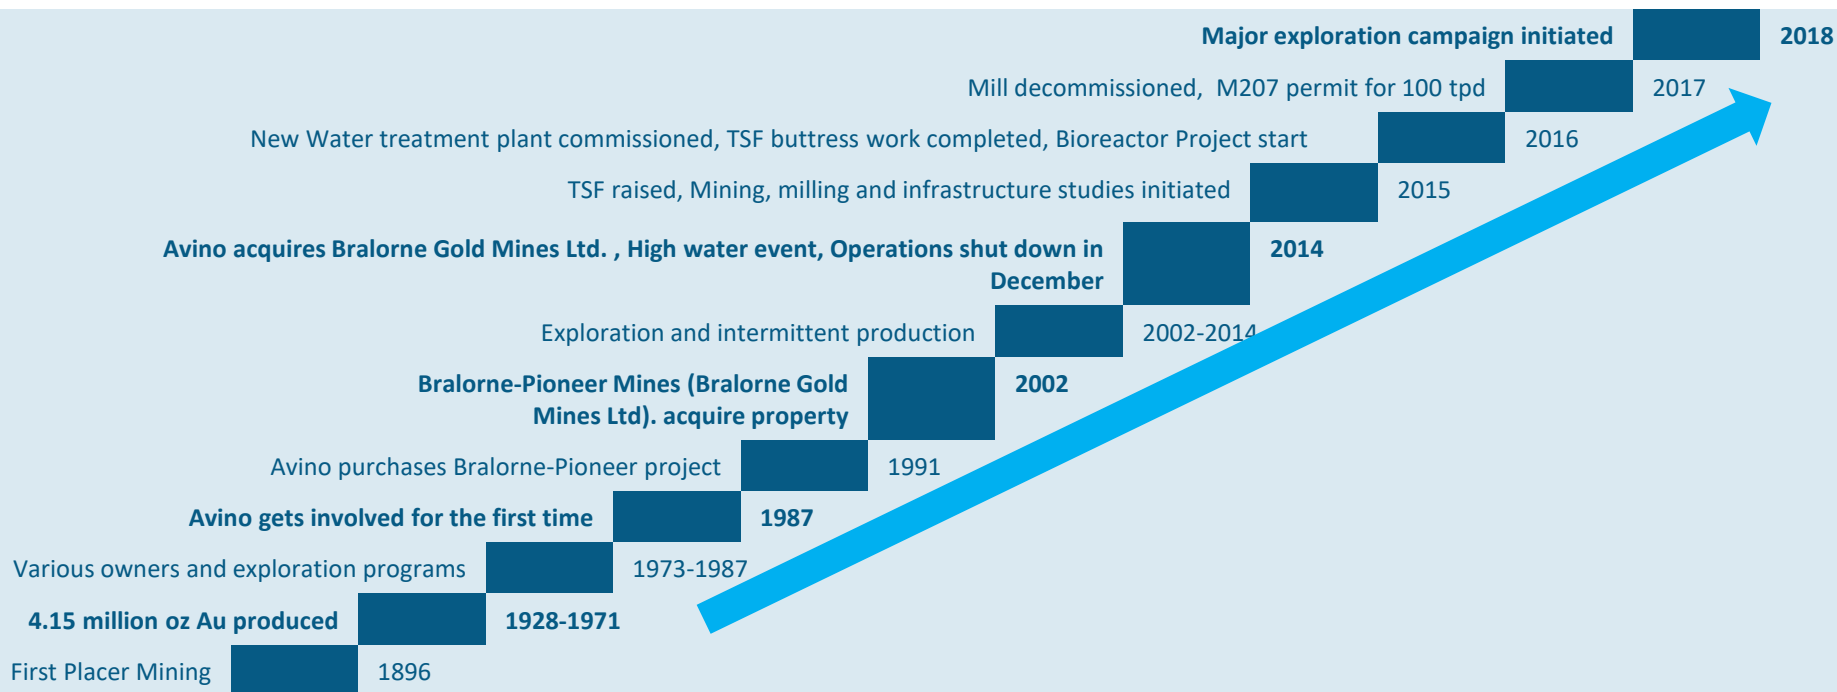 Major exploration campaign initiated 2018
Mill decommissioned,  M207 permit for 100 tpd 2017
New Water treatment plant commissioned, TSF buttress work completed, Bioreactor Project start 2016
TSF raised, Mining, milling and infrastructure studies initiated 2015
Avino acquires Bralorne Gold Mines Ltd. , High water event, Operations shut down in 2014
December
Exploration and intermittent production 2002-2014
Bralorne-Pioneer Mines (Bralorne Gold 2002
Mines Ltd). acquire property
Avino purchases Bralorne-Pioneer project 1991
Avino gets involved for the first time 1987
Various owners and exploration programs 1973-1987
4.15 million oz Au produced 1928-1971
First Placer Mining 1896